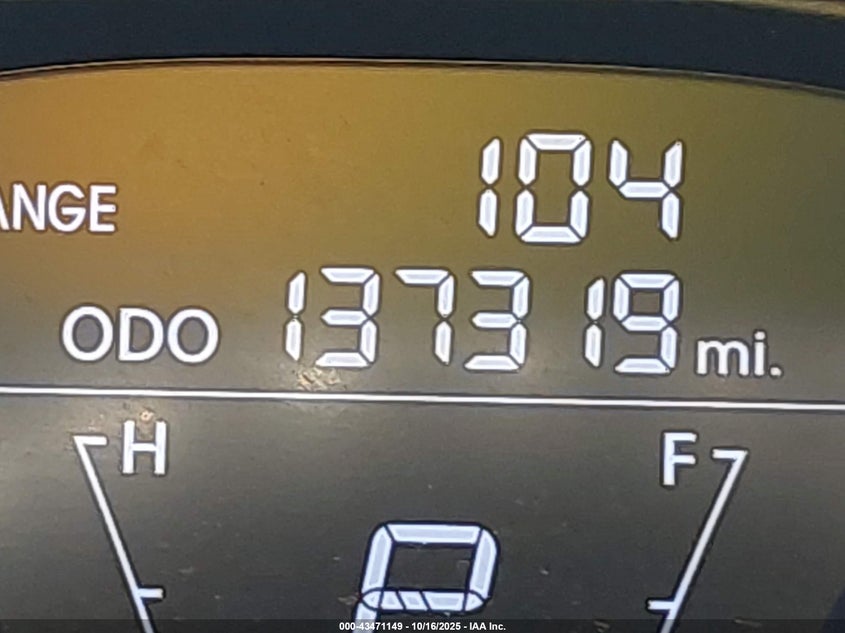 104
ANGE
ODO 137319 mi.
H F
P
000-43471149 - 10/16/2025 - IAA Inc.